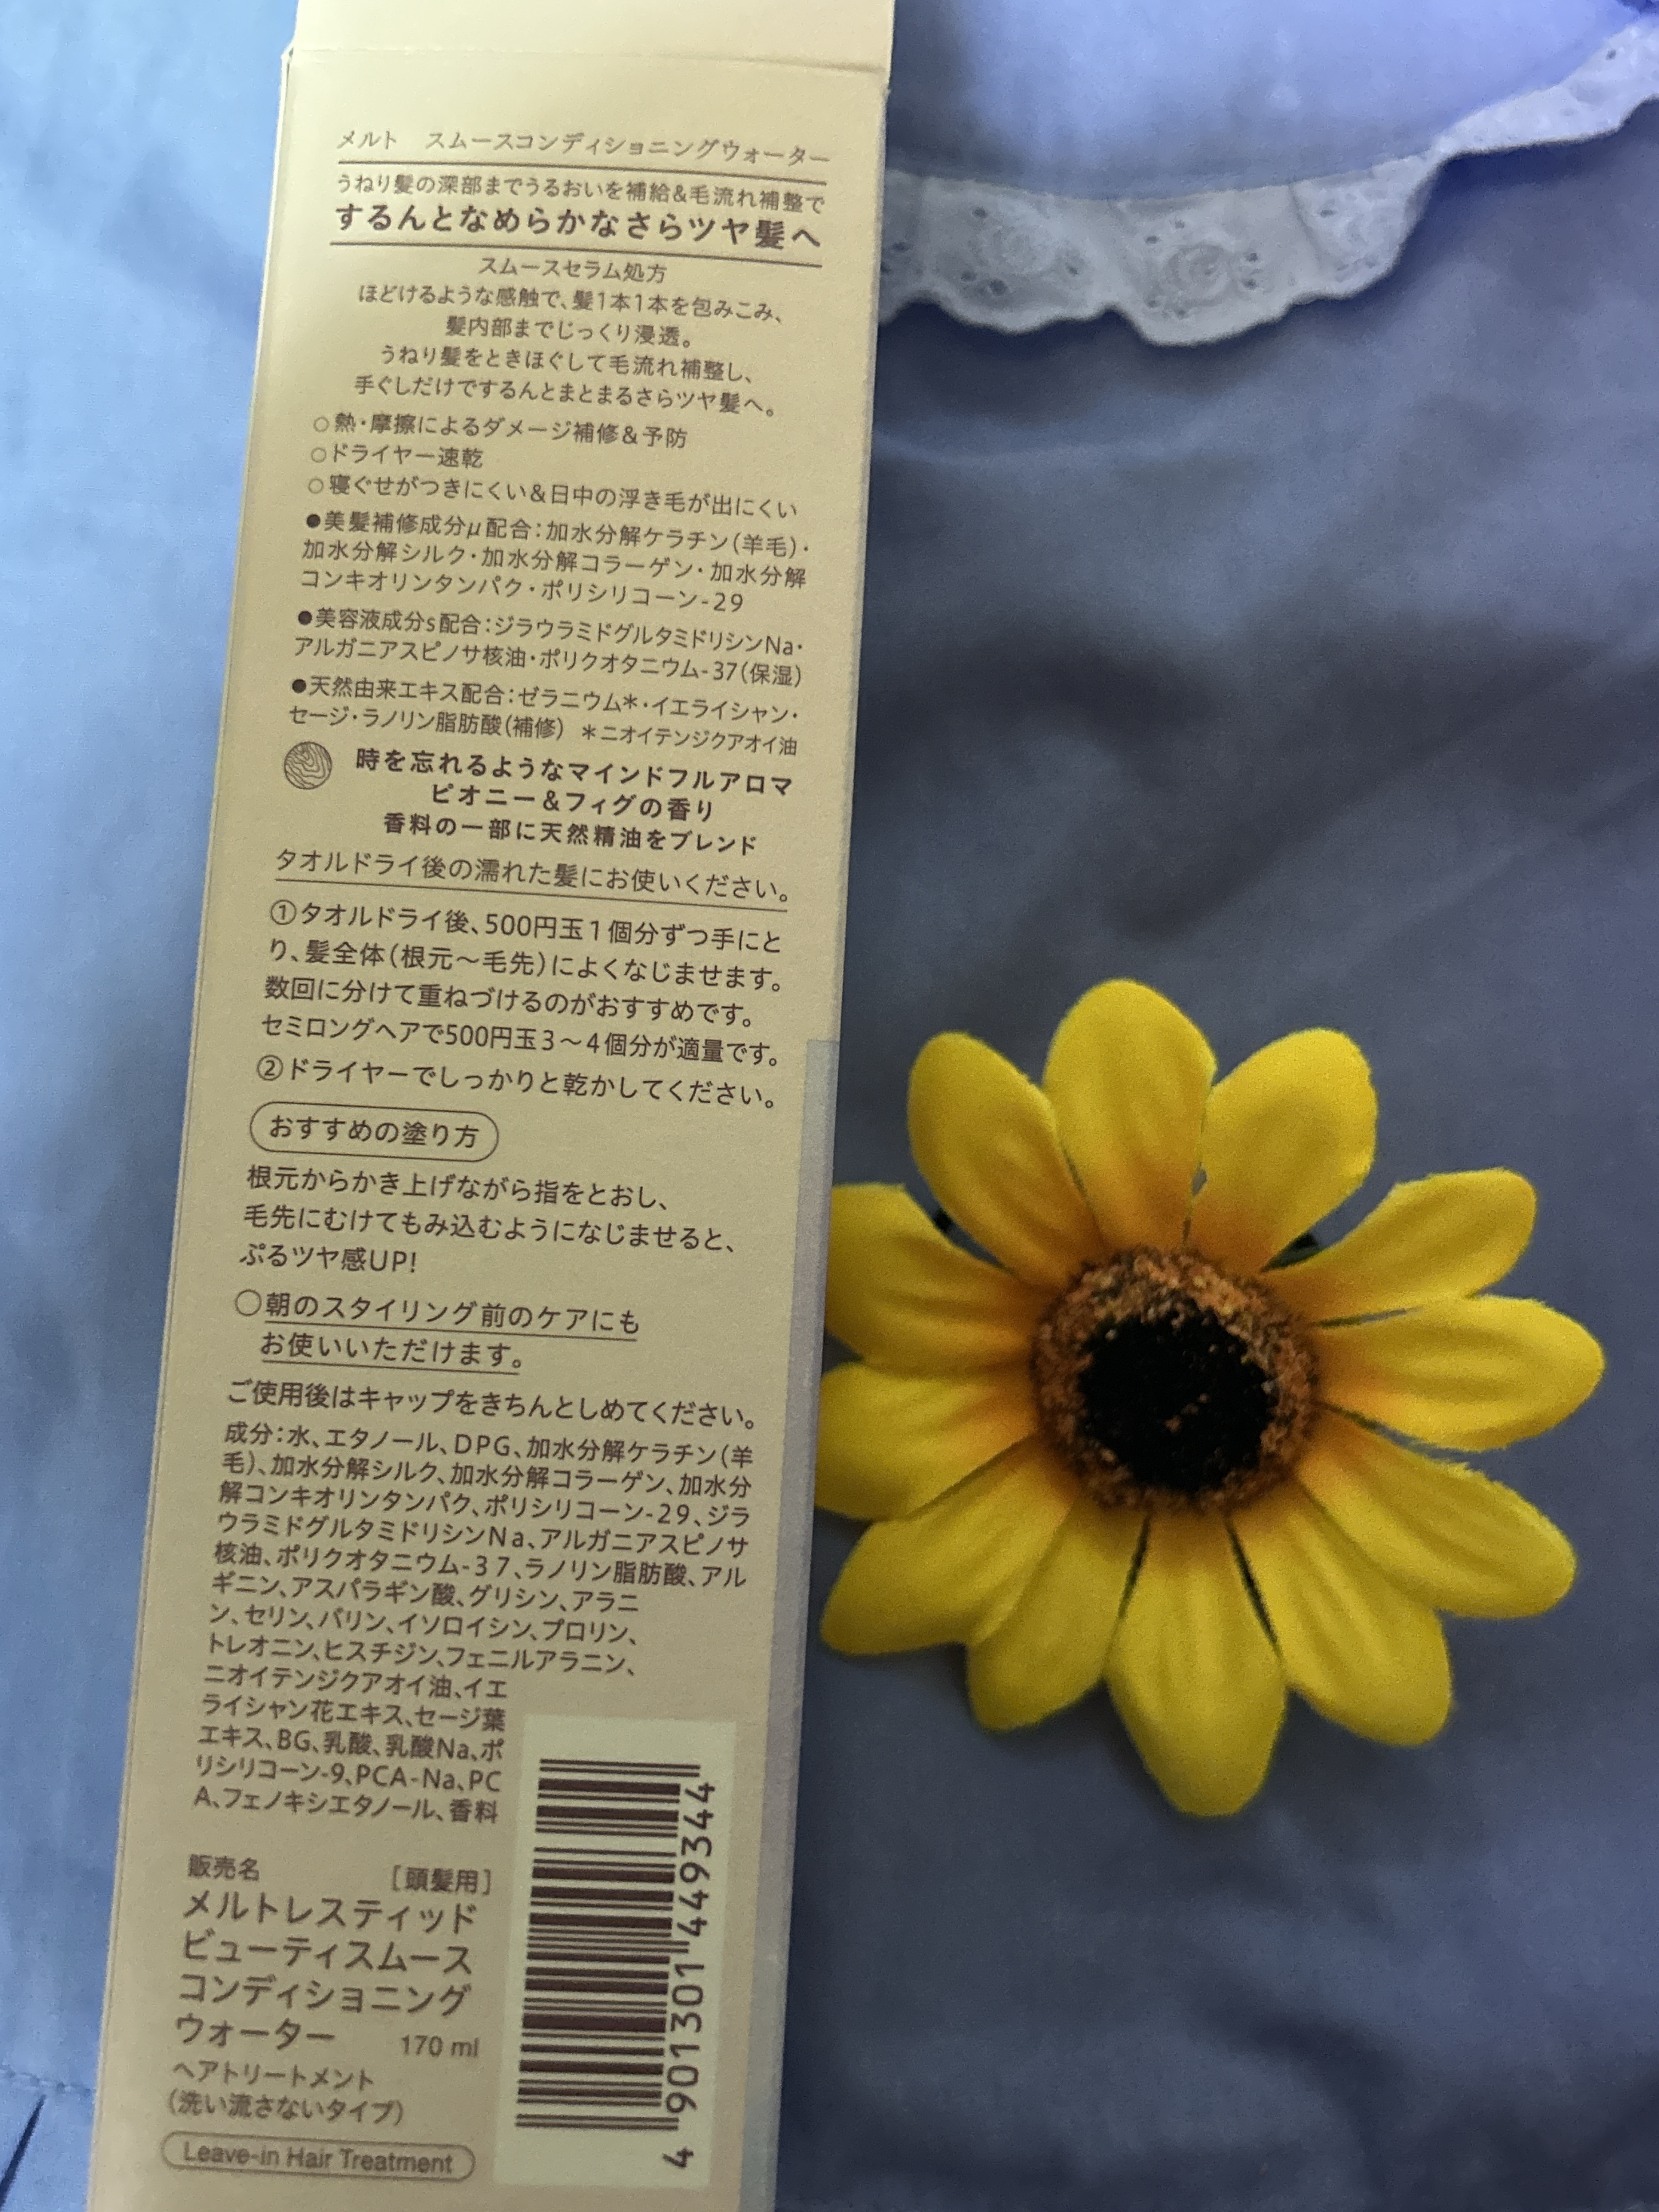 メルト　スムースコンディショニングウォーター
うねり髪の深部までうるおいを補給&毛流れ補整で
するんとなめらかなさらツヤ髪へ
スムースセラム処方
ほどけるような感触で、髪1本1本を包みこみ、
髪内部までじっくり浸透。
うねり髪をときほぐして毛流れ補整し、
手ぐしだけでするんとまとまるさらツヤ髪へ。
○熱・摩擦によるダメージ補修&予防
○ドライヤー速乾
○寝ぐせがつきにくい&日中の浮き毛が出にくい
●美髪補修成分μ配合：加水分解ケラチン(羊毛)・
加水分解シルク・加水分解コラーゲン・加水分解
コンキオリンタンパク・ポリシリコーン-29
●美容液成分s配合：ジラウラミドグルタミドリシンNa・
アルガニアスピノサ核油・ポリクオタニウム-37(保湿)
●天然由来エキス配合：ゼラニウム＊・イエライシャン・
セージ・ラノリン脂肪酸(補修)　＊ニオイテンジクアオイ油
時を忘れるようなマインドフルアロマ
ピオニー&フィグの香り
香料の一部に天然精油をブレンド
タオルドライ後の濡れた髪にお使いください。
①タオルドライ後、500円玉1個分ずつ手にと
り、髪全体(根元～毛先)によくなじませます。
数回に分けて重ねづけるのがおすすめです。
セミロングヘアで500円玉3～4個分が適量です。
②ドライヤーでしっかりと乾かしてください。
おすすめの塗り方
根元からかき上げながら指をとおし、
毛先にむけてもみ込むようになじませると、
ぷるツヤ感UP!
○朝のスタイリング前のケアにも
お使いいただけます。
ご使用後はキャップをきちんとしめてください。
成分：水、エタノール、DPG、加水分解ケラチン(羊
毛)、加水分解シルク、加水分解コラーゲン、加水分
解コンキオリンタンパク、ポリシリコーン-29、ジラ
ウラミドグルタミドリシンNa、アルガニアスピノサ
核油、ポリクオタニウム-37、ラノリン脂肪酸、アル
ギニン、アスパラギン酸、グリシン、アラニ
ン、セリン、バリン、イソロイシン、プロリン、
トレオニン、ヒスチジン、フェニルアラニン、
ニオイテンジクアオイ油、イエ
ライシャン花エキス、セージ葉
エキス、BG、乳酸、乳酸Na、ポ
リシリコーン-9、PCA-Na、PC
A、フェノキシエタノール、香料
販売名　[頭髪用]
メルトレスティッド
ビューティスムース
コンディショニング
ウォーター　170 ml
ヘアトリートメント
(洗い流さないタイプ)
Leave-in Hair Treatment
4 901301 449344